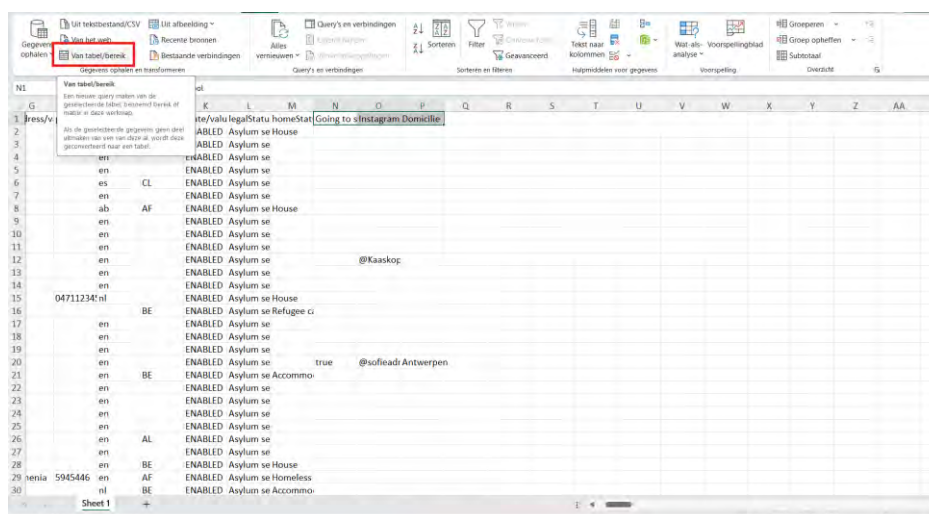 Uit tekstbestand/CSV Uit afbeelding Query's en verbindingen
Gegevens ophalen Van het web Recente bronnen Alles vernieuwen Sorteren Filter Tekst naar kolommen Wat-als-analyse Voorspellingblad Groeperen
Groep opheffen
Van tabel/bereik Bestaande verbindingen Geavanceerd Subtotaal
Gegevens ophalen en transformeren Query's en verbindingen Sorteren en filteren Hulpmiddelen voor gegevens Voorspelling Overzicht
N1
Van tabel/bereik
Een nieuwe query maken van de
geselecteerde tabel, benoemd bereik of
matrix in deze werkmap.
Als de geselecteerde gegevens geen deel
uitmaken van een van deze al, wordt deze
geconverteerd naar een tabel.
G K L M N O P Q R S T U V W X Y Z AA
1 legalStatu homeStat Going to s Instagram Domicilie
2 ABLED Asylum se House
3 ABLED Asylum se
4 en ENABLED Asylum se
5 en ENABLED Asylum se
6 es CL ENABLED Asylum se
7 en ENABLED Asylum se
8 ab AF ENABLED Asylum se House
9 en ENABLED Asylum se
10 en ENABLED Asylum se
11 en ENABLED Asylum se
12 en ENABLED Asylum se @Kaaskop
13 en ENABLED Asylum se
14 en ENABLED Asylum se
15 nl ENABLED Asylum se House
16 BE ENABLED Asylum se Refugee ca
17 en ENABLED Asylum se
18 en ENABLED Asylum se
19 en ENABLED Asylum se
20 en ENABLED Asylum se true @sofieadr Antwerpen
21 en BE ENABLED Asylum se Accommo
22 en ENABLED Asylum se
23 en ENABLED Asylum se
24 en ENABLED Asylum se
25 en ENABLED Asylum se
26 en AL ENABLED Asylum se
27 en ENABLED Asylum se
28 en BE ENABLED Asylum se House
29 menia 5945446 en AF ENABLED Asylum se Homeless
30 nl BE ENABLED Asylum se Accommo
Sheet 1 +